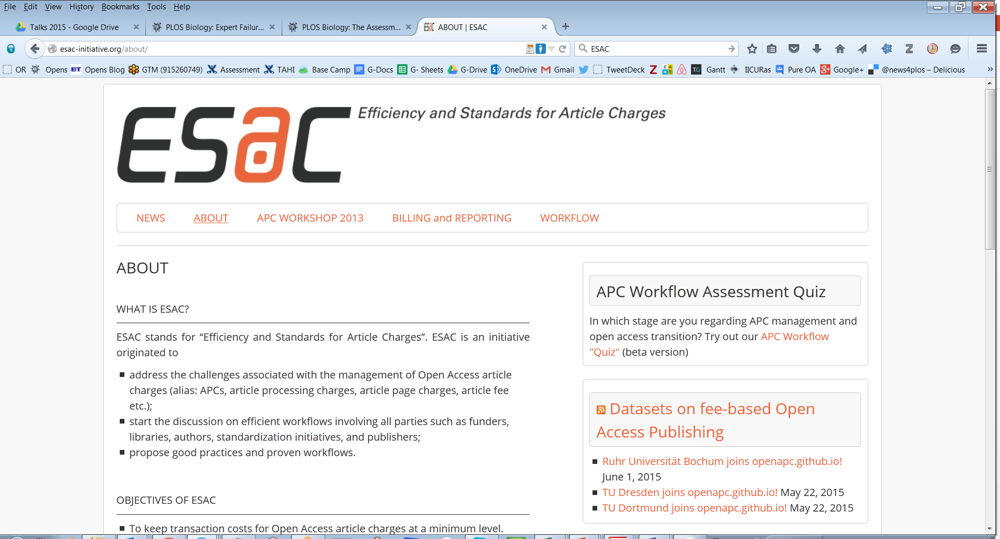 File Edit View History Bookmarks Tools Help
Talks 2015 - Google Drive
PLOS Biology: Expert Failur...
PLOS Biology: The Assessm...
ESAC ABOUT | ESAC
esac-initiative.org/about/
ESAC
OR Opens BT Opens Blog GTM (915260749) Assessment TAHI Base Camp G-Docs G- Sheets G-Drive OneDrive Gmail TweetDeck Z TG Gantt IICURas Pure OA Google+ @news4plos – Delicious »
ESaC Efficiency and Standards for Article Charges
NEWS ABOUT APC WORKSHOP 2013 BILLING and REPORTING WORKFLOW
ABOUT
WHAT IS ESAC?
ESAC stands for “Efficiency and Standards for Article Charges”. ESAC is an initiative
originated to
address the challenges associated with the management of Open Access article
charges (alias: APCs, article processing charges, article page charges, article fee
etc.);
start the discussion on efficient workflows involving all parties such as funders,
libraries, authors, standardization initiatives, and publishers;
propose good practices and proven workflows.
OBJECTIVES OF ESAC
To keep transaction costs for Open Access article charges at a minimum level.
APC Workflow Assessment Quiz
In which stage are you regarding APC management and
open access transition? Try out our APC Workflow
"Quiz" (beta version)
Datasets on fee-based Open
Access Publishing
Ruhr Universität Bochum joins openapc.github.io!
June 1, 2015
TU Dresden joins openapc.github.io! May 22, 2015
TU Dortmund joins openapc.github.io! May 22, 2015